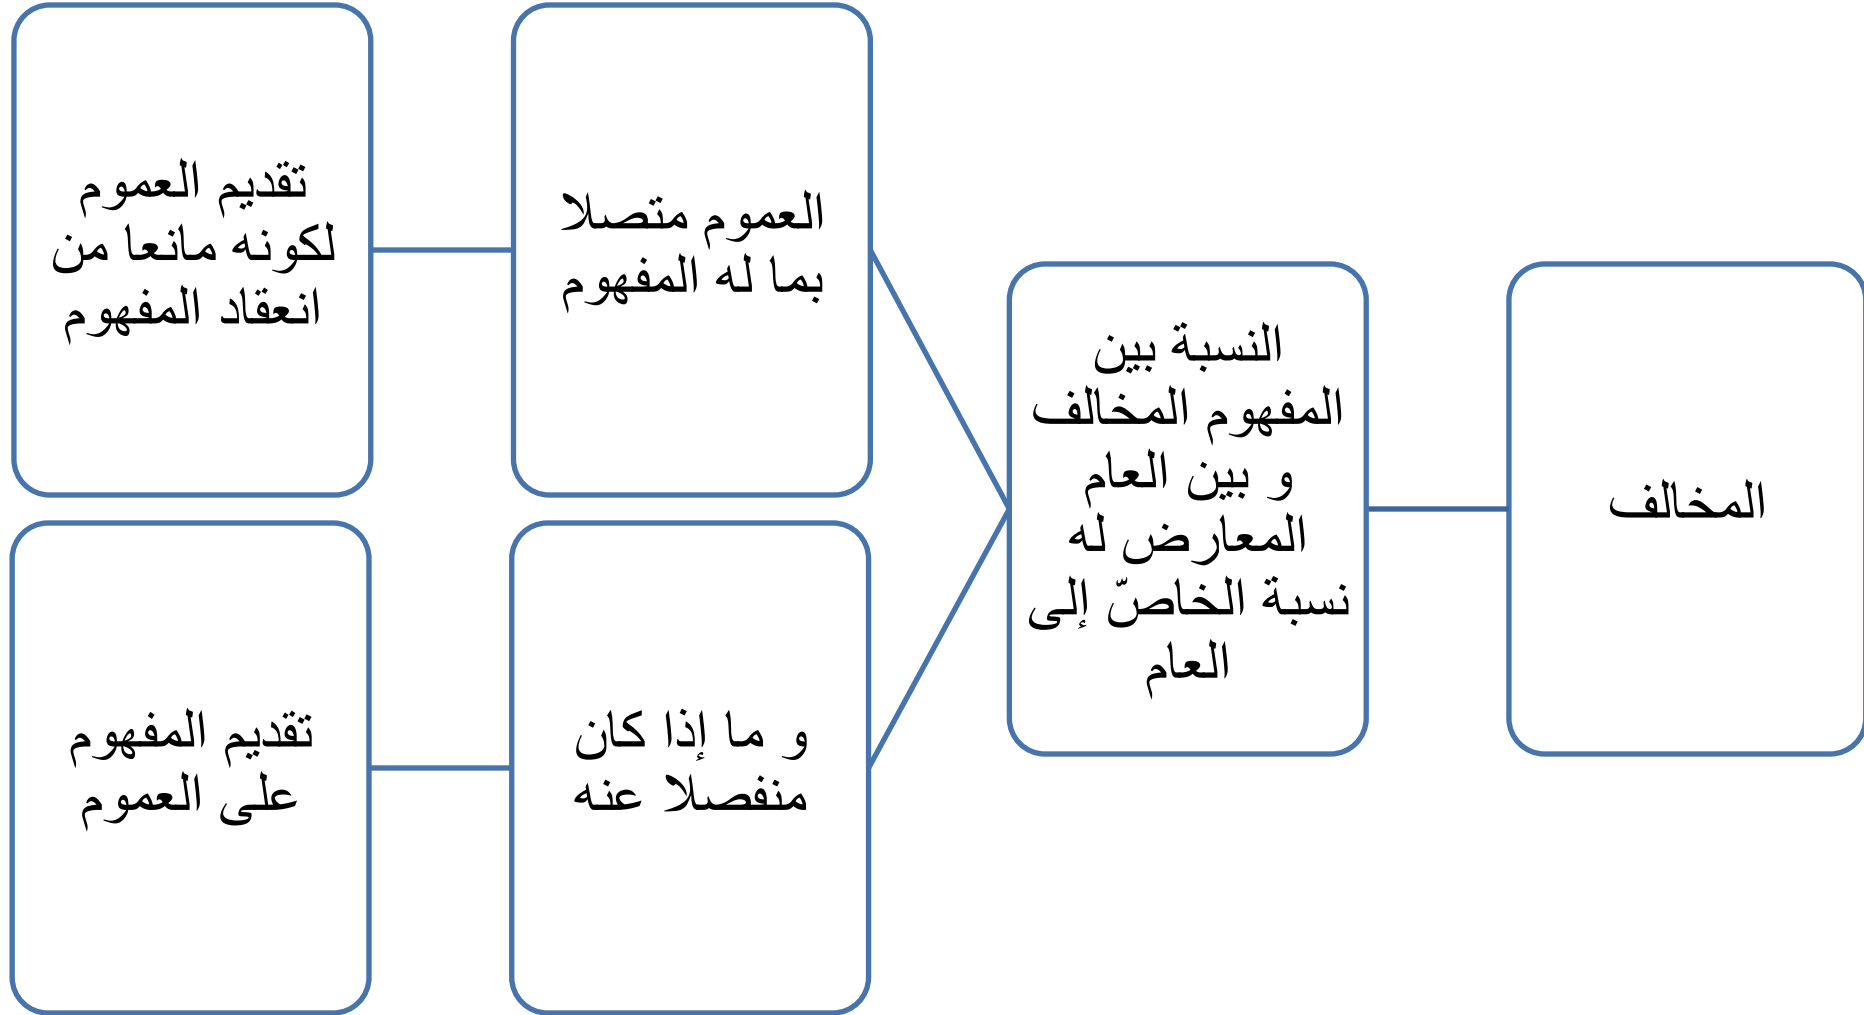 المخالف
النسبة بين
المفهوم المخالف
و بين العام
المعارض له
نسبة الخاصّ إلى
العام
العموم متصلا
بما له المفهوم
تقديم العموم
لكونه مانعا من
انعقاد المفهوم
و ما إذا كان
منفصلا عنه
تقديم المفهوم
على العموم